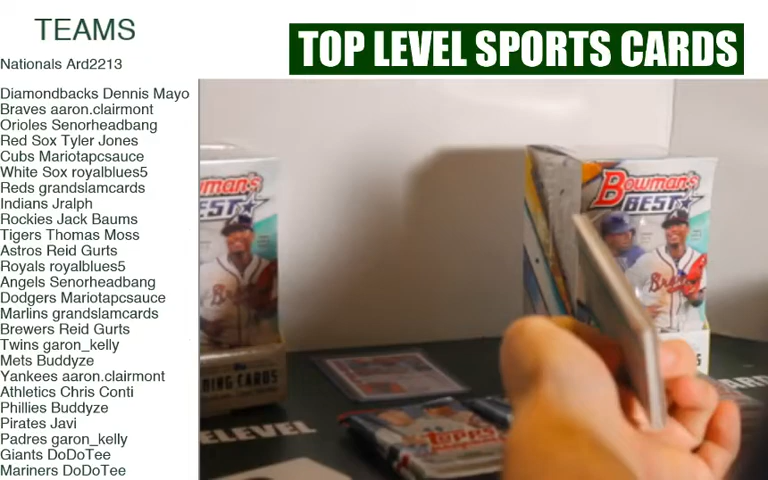 TEAMS
Nationals Ard2213
Diamondbacks Dennis Mayo
Braves aaron.clairmont
Orioles Senorheadbang
Red Sox Tyler Jones
Cubs Mariotapcsauce
White Sox royalblues5
Reds grandslamcards
Indians Jralph
Rockies Jack Baums
Tigers Thomas Moss
Astros Reid Gurts
Royals royalblues5
Angels Senorheadbang
Dodgers Mariotapcsauce
Marlins grandslamcards
Brewers Reid Gurts
Twins garon_kelly
Mets Buddyze
Yankees aaron.clairmont
Athletics Chris Conti
Phillies Buddyze
Pirates Javi
Padres garon_kelly
Giants DoDoTee
Mariners DoDoTee
TOP LEVEL SPORTS CARDS
Bowman's
BEST
Braves
TOPPS